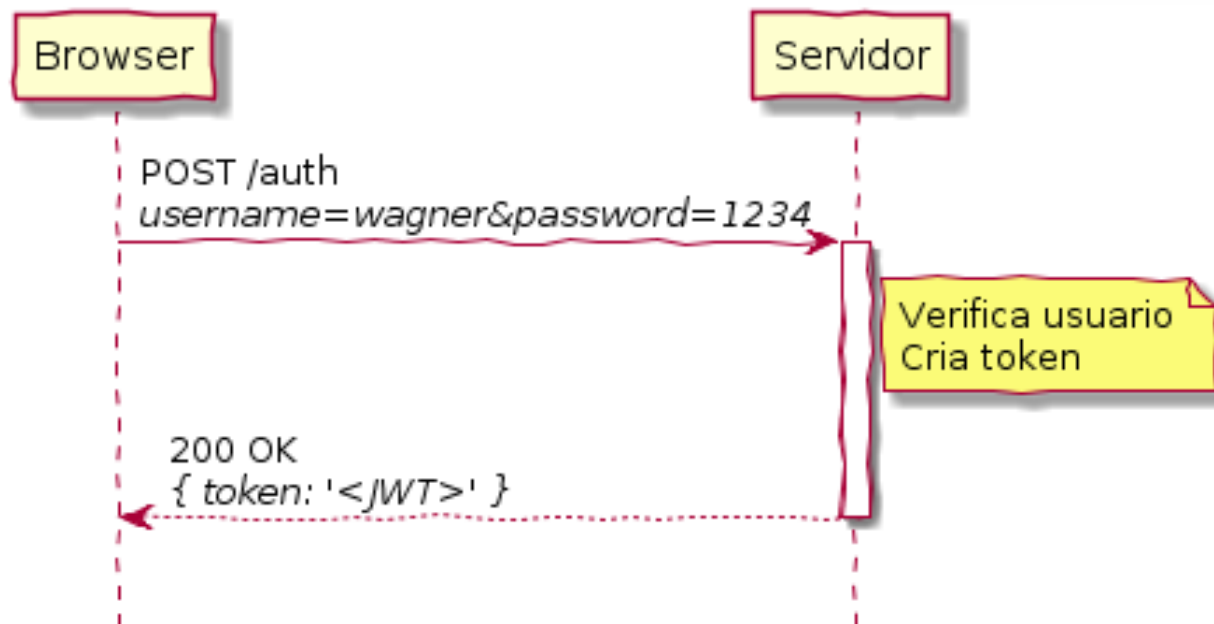 Browser
Servidor
POST /auth
username=wagner&password=1234
Verifica usuario
Cria token
200 OK
{ token: '<JWT>' }